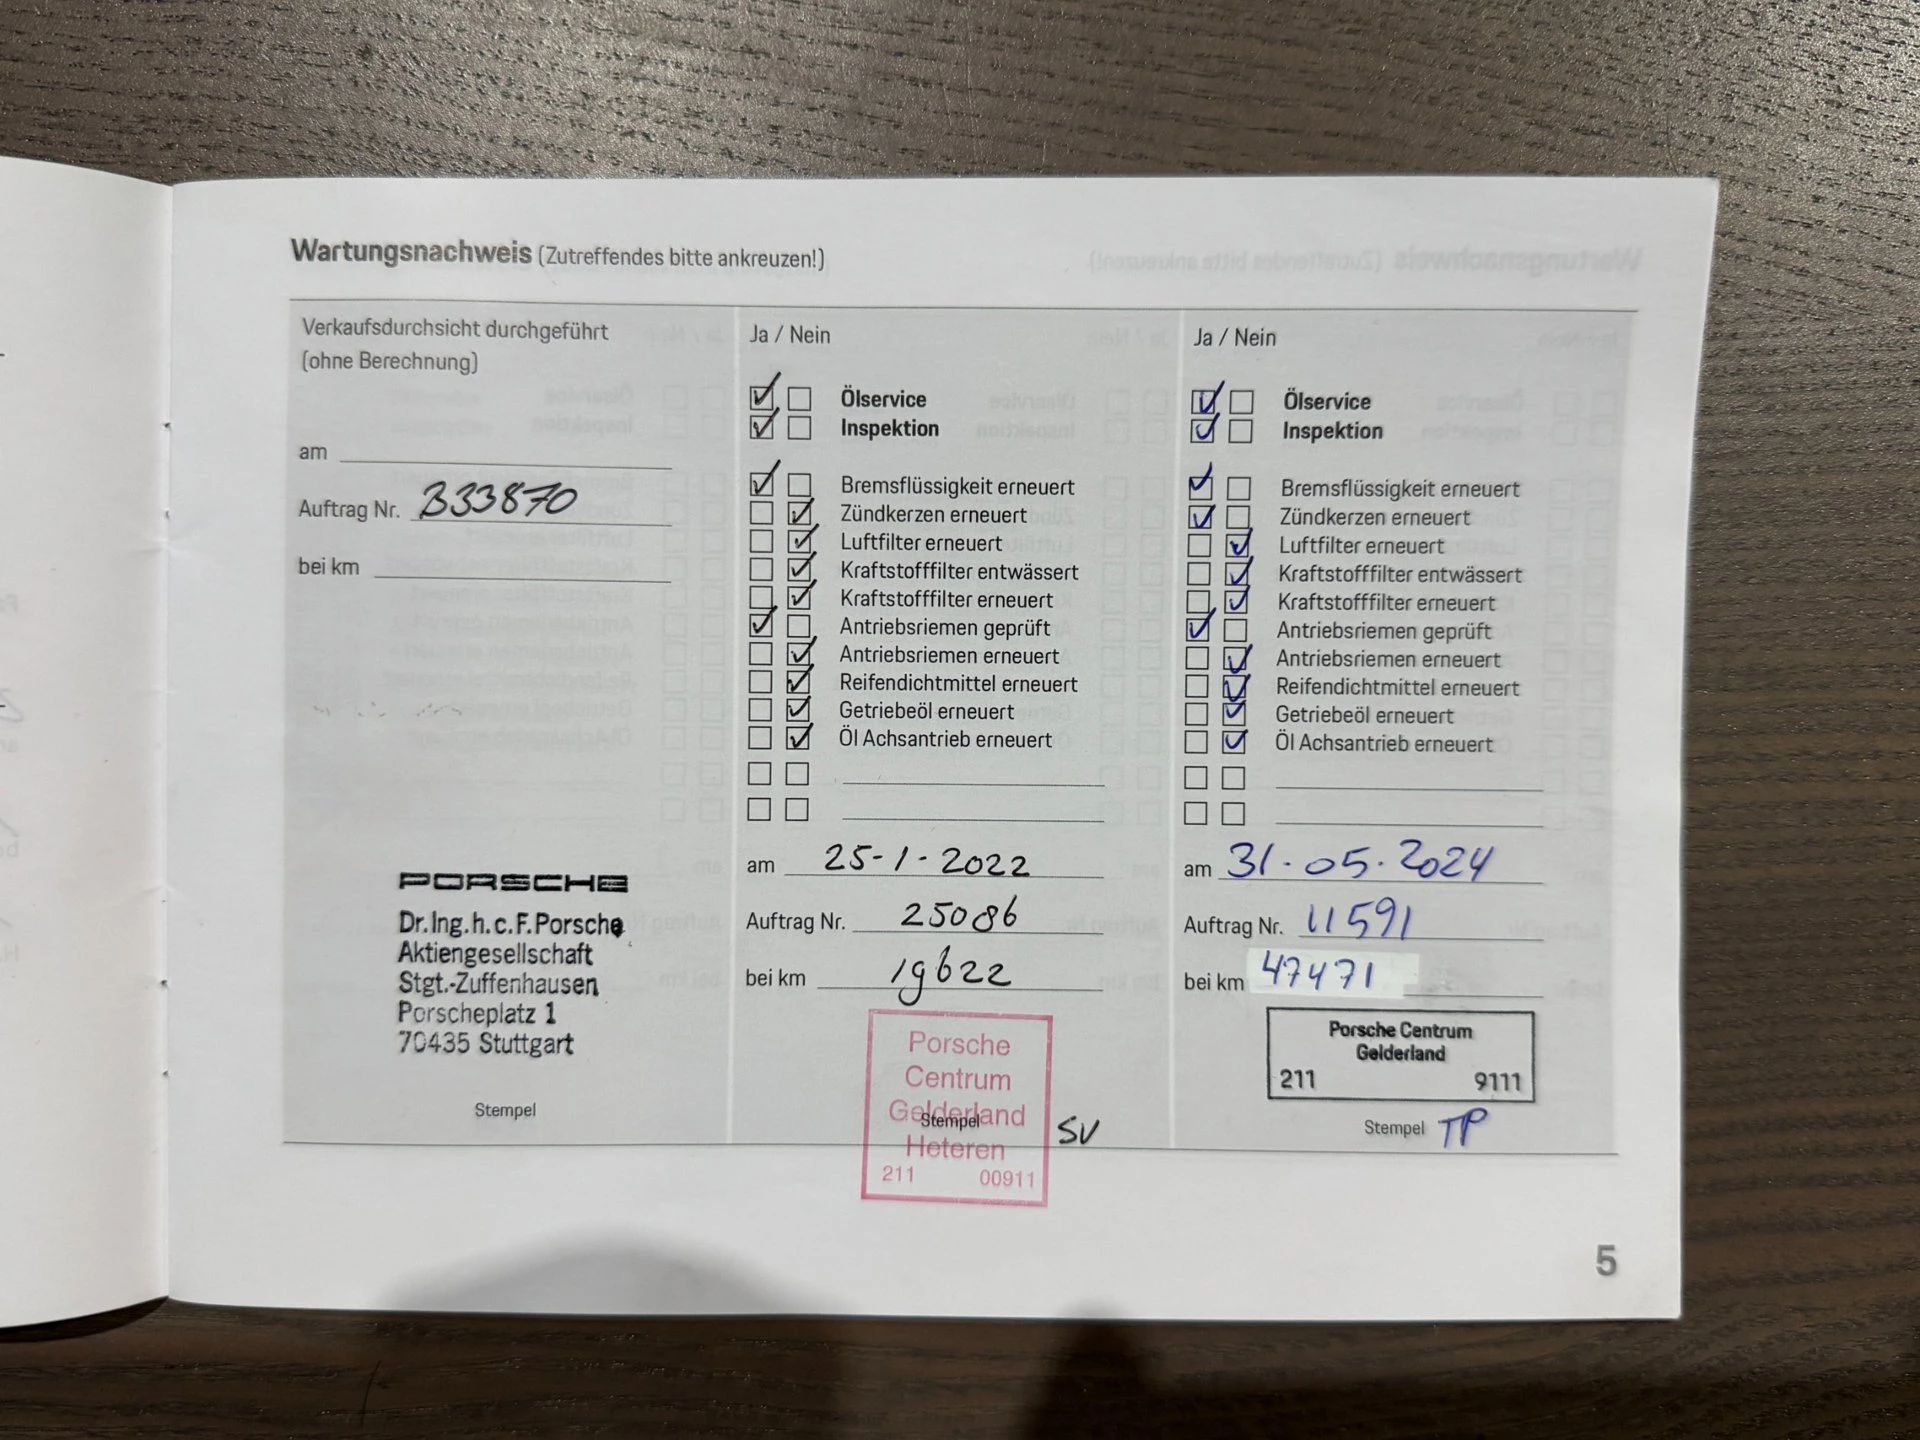 Wartungsnachweis (Zutreffendes bitte ankreuzen!)
Verkaufsdurchsicht durchgeführt
(ohne Berechnung)
am
Auftrag Nr. 333870
bei km
PORSCHE
Dr.Ing.h.c.F.Porsche
Aktiengesellschaft
Stgt.-Zuffenhausen
Porscheplatz 1
70435 Stuttgart
Stempel
Ja / Nein
Ölservice
Inspektion
Bremsflüssigkeit erneuert
Zündkerzen erneuert
Luftfilter erneuert
Kraftstofffilter entwässert
Kraftstofffilter erneuert
Antriebsriemen geprüft
Antriebsriemen erneuert
Reifendichtmittel erneuert
Getriebeöl erneuert
Öl Achsantrieb erneuert
am 25-1-2022
Auftrag Nr. 25086
bei km 19622
Porsche
Centrum
Gelderland
Stempel
Heteren
211 00911
SV
Ja / Nein
Ölservice
Inspektion
Bremsflüssigkeit erneuert
Zündkerzen erneuert
Luftfilter erneuert
Kraftstofffilter entwässert
Kraftstofffilter erneuert
Antriebsriemen geprüft
Antriebsriemen erneuert
Reifendichtmittel erneuert
Getriebeöl erneuert
Öl Achsantrieb erneuert
am 31-05-2024
Auftrag Nr. 11591
bei km 47471
Porsche Centrum
Gelderland
211 9111
Stempel TP
5